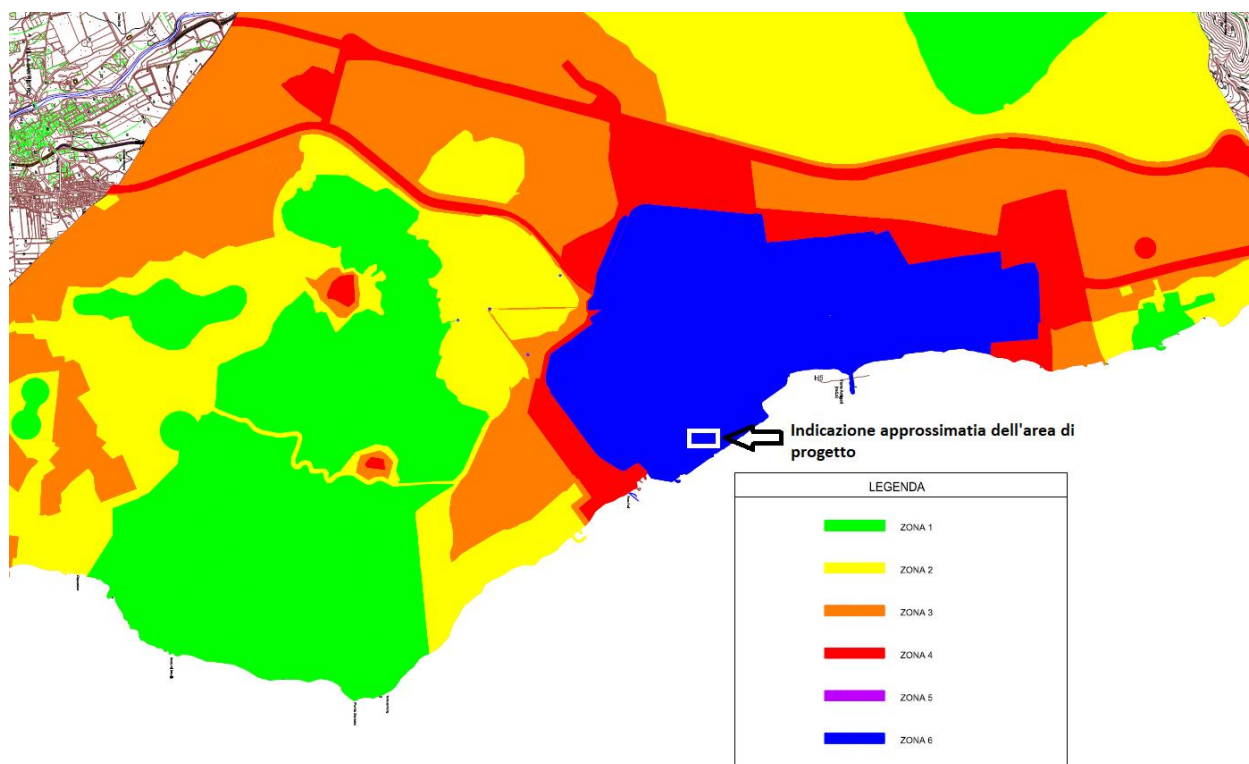 H5
Indicazione approssimatia dell'area di
progetto
LEGENDA
ZONA 1
ZONA 2
ZONA 3
ZONA 4
ZONA 5
ZONA 6